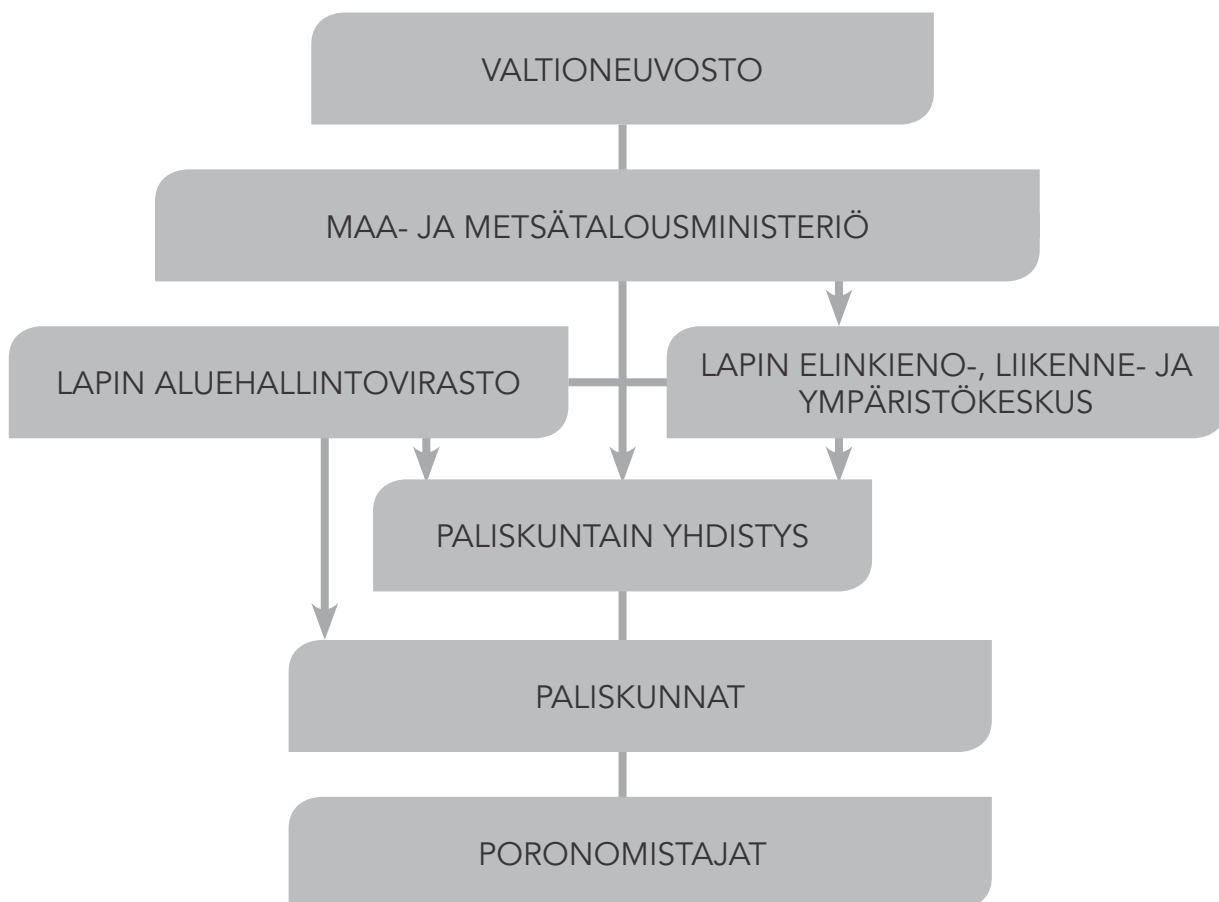 VALTIONEUVOSTO
MAA- JA METSÄTALOUSMINISTERIÖ
LAPIN ALUEHALLINTOVIRASTO
LAPIN ELINKIENO-, LIIKENNE- JA
YMPÄRISTÖKESKUS
PALISKUNTAIN YHDISTYS
PALISKUNNAT
PORONOMISTAJAT